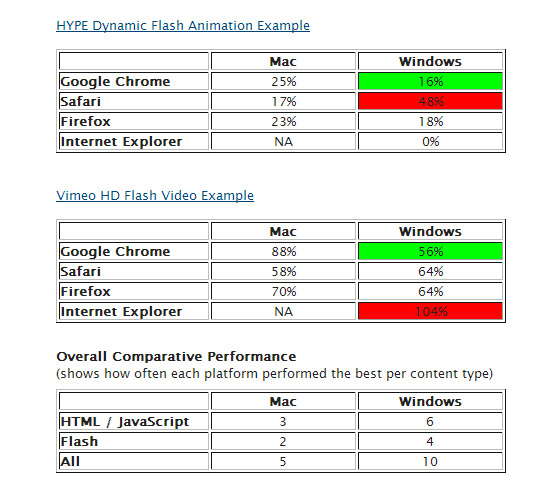 HYPE Dynamic Flash Animation Example
Mac Windows
Google Chrome 25% 16%
Safari 17% 48%
Firefox 23% 18%
Internet Explorer NA 0%
Vimeo HD Flash Video Example
Mac Windows
Google Chrome 88% 56%
Safari 58% 64%
Firefox 70% 64%
Internet Explorer NA 104%
Overall Comparative Performance
(shows how often each platform performed the best per content type)
Mac Windows
HTML / JavaScript 3 6
Flash 2 4
All 5 10